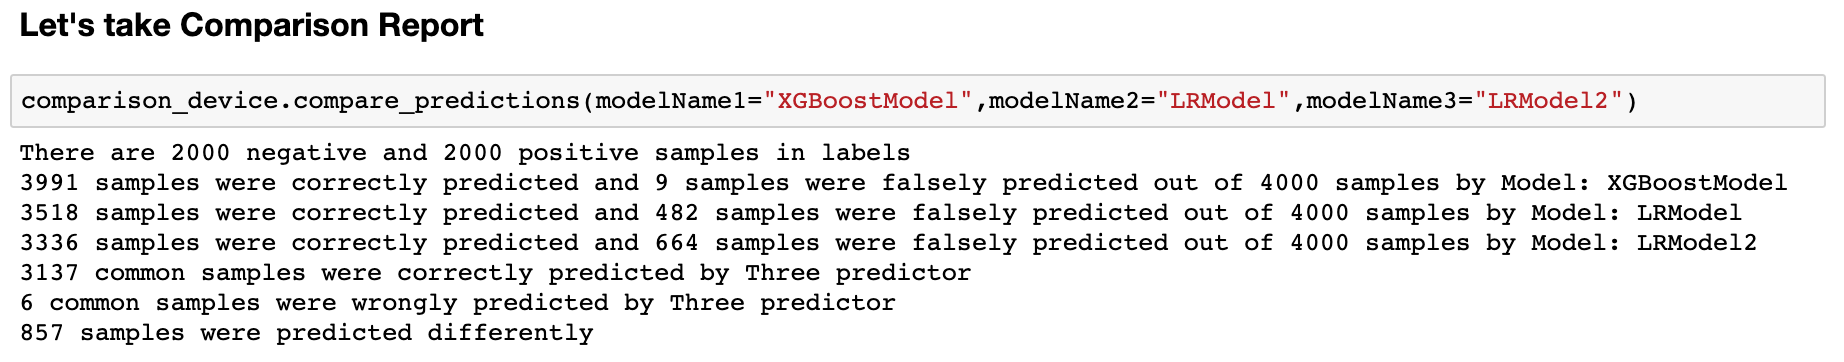 Let's take Comparison Report
comparison_device.compare_predictions(modelName1="XGBoostModel",modelName2="LRModel",modelName3="LRModel2")
There are 2000 negative and 2000 positive samples in labels
3991 samples were correctly predicted and 9 samples were falsely predicted out of 4000 samples by Model: XGBoostModel
3518 samples were correctly predicted and 482 samples were falsely predicted out of 4000 samples by Model: LRModel
3336 samples were correctly predicted and 664 samples were falsely predicted out of 4000 samples by Model: LRModel2
3137 common samples were correctly predicted by Three predictor
6 common samples were wrongly predicted by Three predictor
857 samples were predicted differently